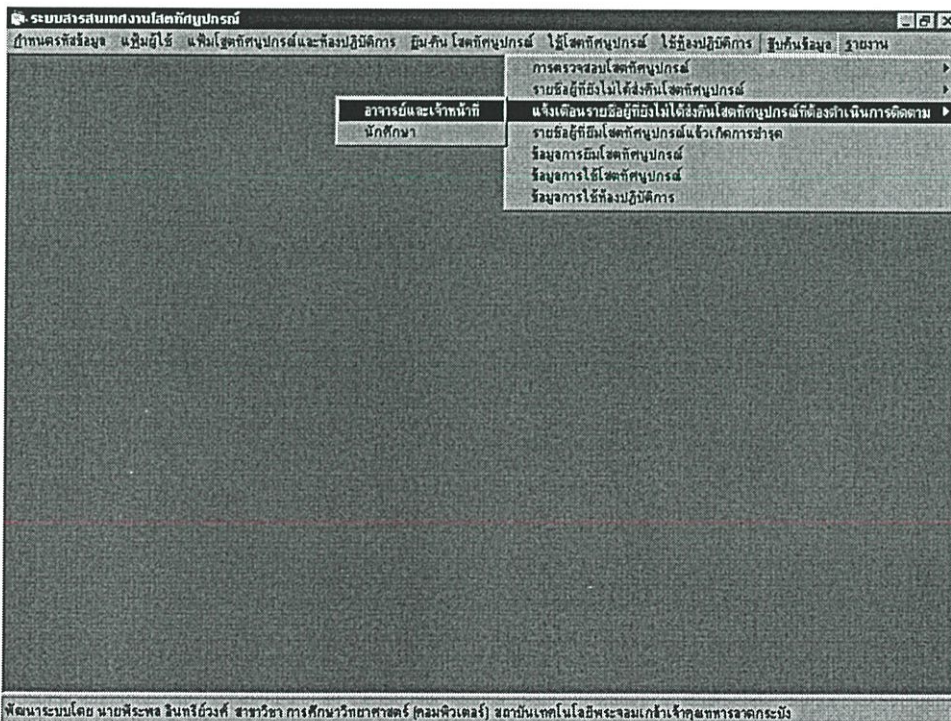 ระบบสารสนเทศงานโสตทัศนูปกรณ์
กำหนดรหัสข้อมูล แฟ้มผู้ใช้ แฟ้มโสตทัศนูปกรณ์และห้องปฏิบัติการ ยืม-คืน โสตทัศนูปกรณ์ ใช้โสตทัศนูปกรณ์ ใช้ห้องปฏิบัติการ สืบค้นข้อมูล รายงาน
การตรวจสอบโสตทัศนูปกรณ์
รายชื่อผู้ที่ยังไม่ได้ส่งคืนโสตทัศนูปกรณ์
แจ้งเตือนรายชื่อผู้ที่ยังไม่ได้ส่งคืนโสตทัศนูปกรณ์ที่ต้องดำเนินการติดตาม
อาจารย์และเจ้าหน้าที่
นักศึกษา
รายชื่อผู้ที่ยืมโสตทัศนูปกรณ์แล้วเกิดการชำรุด
ข้อมูลการยืมโสตทัศนูปกรณ์
ข้อมูลการใช้โสตทัศนูปกรณ์
ข้อมูลการใช้ห้องปฏิบัติการ
พัฒนาระบบโดย นายพีระพล อินทรีย์วงศ์ สาขาวิชา การศึกษาวิทยาศาสตร์ (คอมพิวเตอร์) สถาบันเทคโนโลยีพระจอมเกล้าเจ้าคุณทหารลาดกระบัง